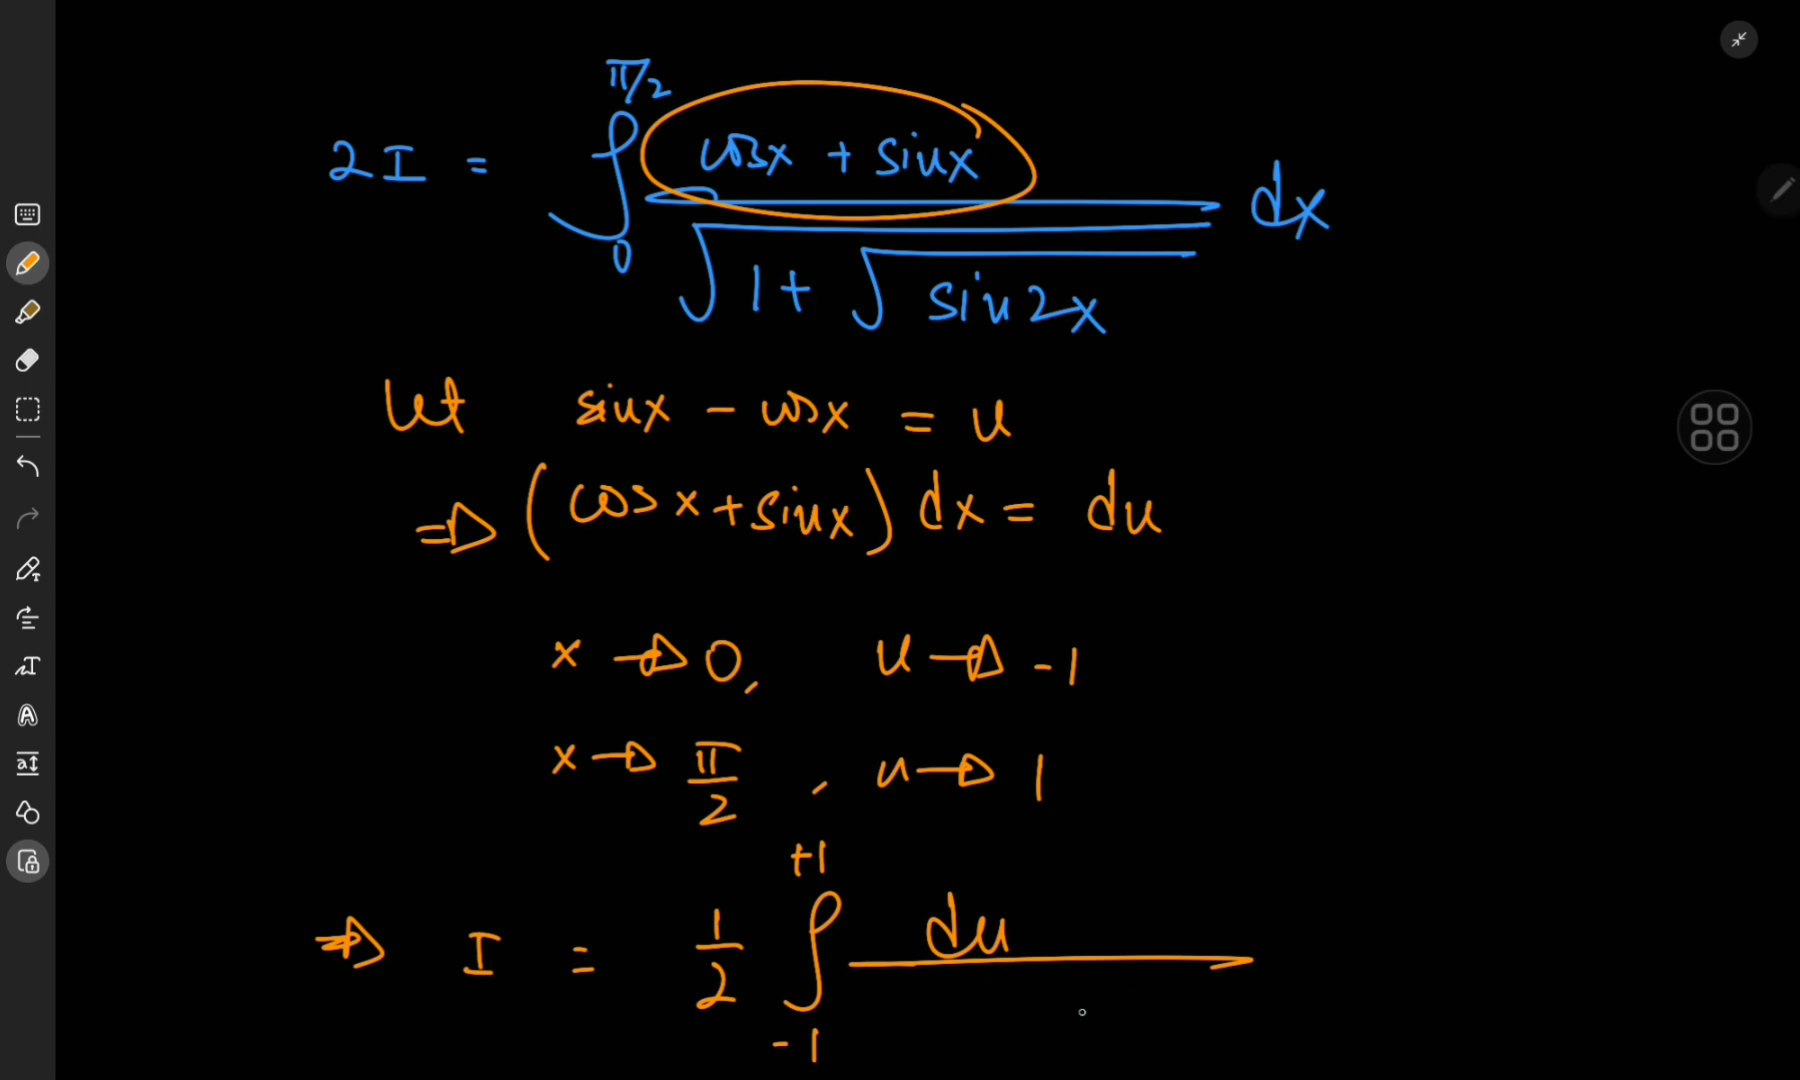 2I = ∫₀^{π/2} (cosx + sinx) / √(1 + √(sin2x)) dx
let sinx - cosx = u
⇒ (cosx + sinx) dx = du
x → 0, u → -1
x → π/2, u → 1
⇒ I = 1/2 ∫₋₁^{+1} du